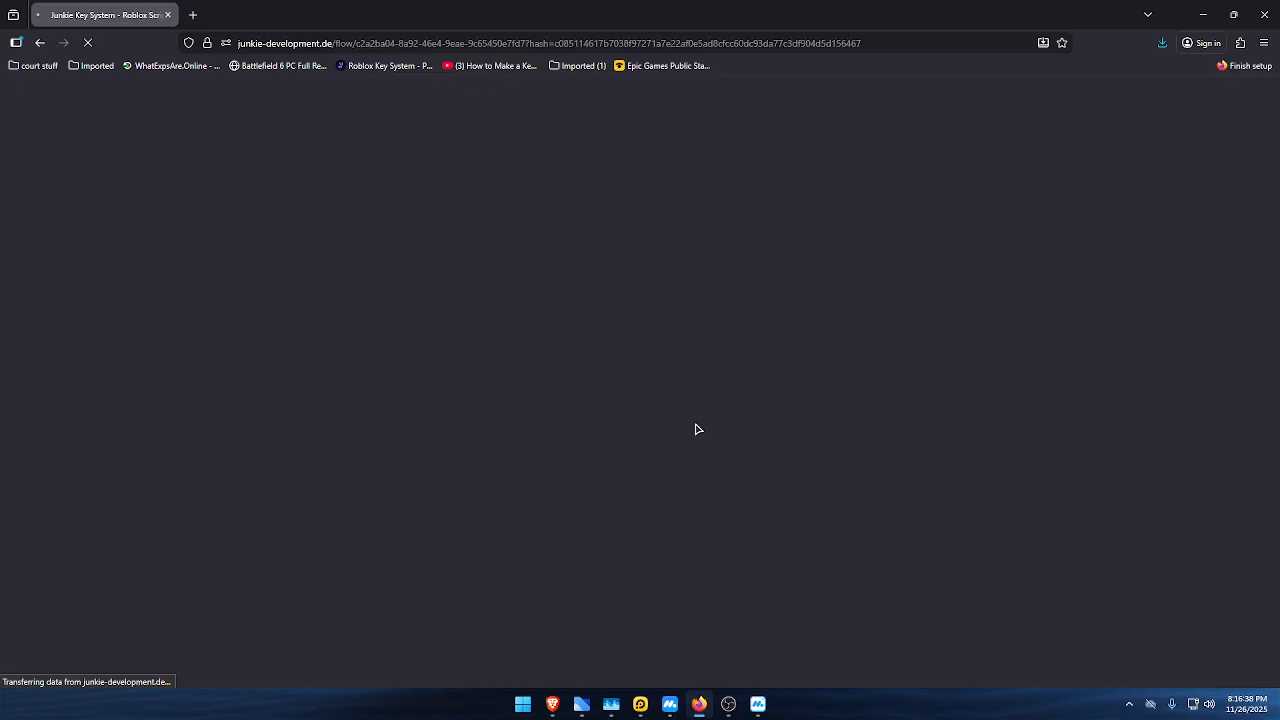 Junkie Key System - Roblox Scr
junkie-development.de/flow/c2a2ba04-8a92-46e4-9eae-9c65450e7fd7?hash=c085114617b7038f97271a7e22af0e5ad8cfcc60dc93da77c3df904d5d156467
Sign in
court stuff
Imported
WhatExpsAre.Online - ...
Battlefield 6 PC Full Re...
Roblox Key System - P...
(3) How to Make a Ke...
Imported (1)
Epic Games Public Sta...
Finish setup
Transferring data from junkie-development.de...
8:16:38 PM
11/26/2025